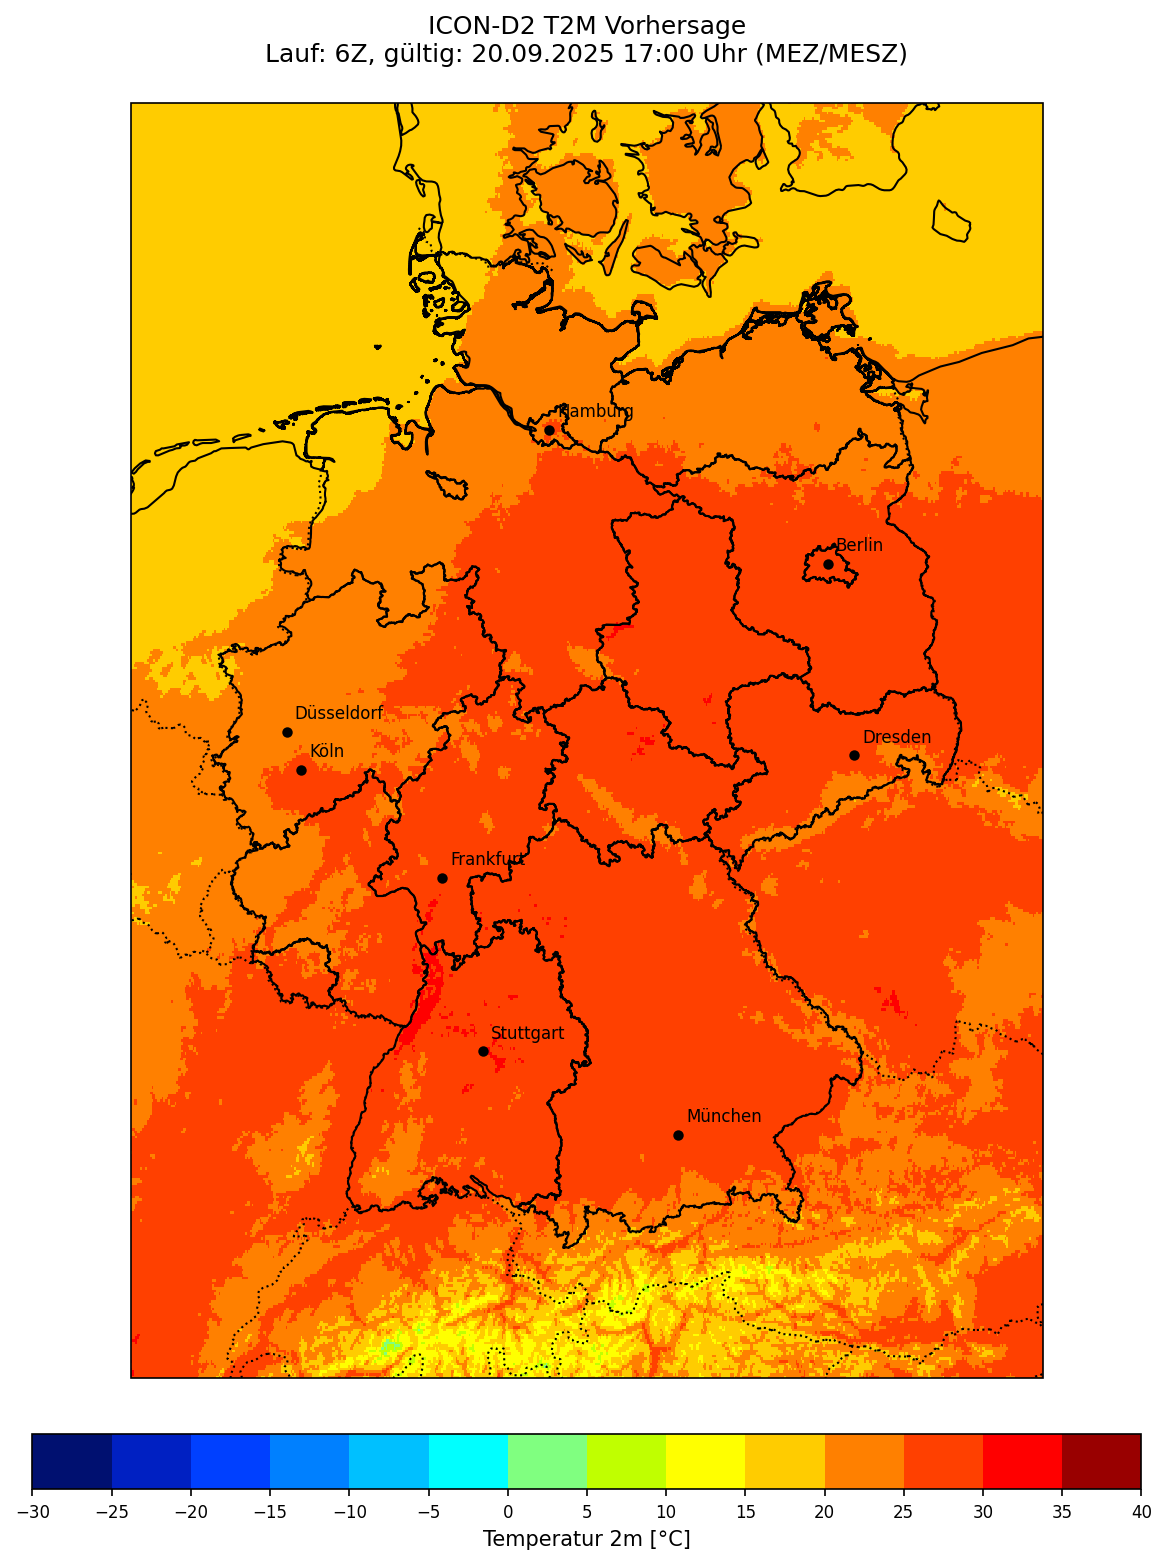 ICON-D2 T2M Vorhersage
Lauf: 6Z, gültig: 20.09.2025 17:00 Uhr (MEZ/MESZ)
Hamburg
Berlin
Düsseldorf
Köln
Dresden
Frankfurt
Stuttgart
München
−30 −25 −20 −15 −10 −5 0 5 10 15 20 25 30 35 40
Temperatur 2m [°C]